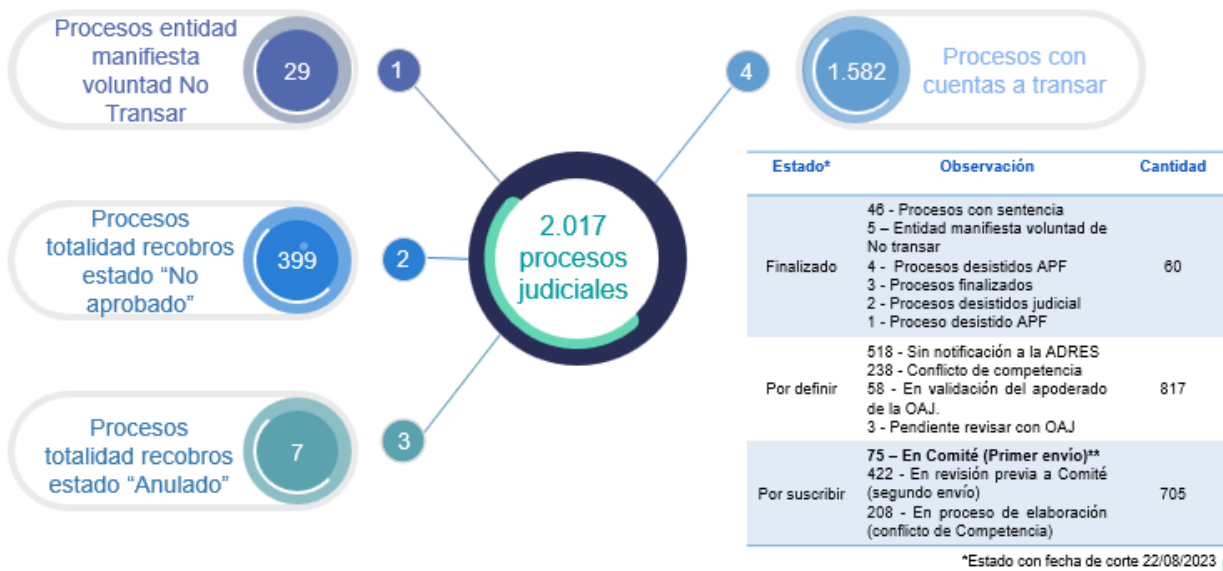 Procesos entidad
manifiesta
voluntad No
Transar
29
1
Procesos
totalidad recobros
estado “No
aprobado”
399
2
Procesos
totalidad recobros
estado “Anulado”
7
3
2.017
procesos
judiciales
4
1.582
Procesos con
cuentas a transar
Estado* Observación Cantidad
46 - Procesos con sentencia
5 – Entidad manifiesta voluntad de
No transar
Finalizado 4 - Procesos desistidos APF 60
3 - Procesos finalizados
2 - Procesos desistidos judicial
1 - Proceso desistido APF
518 - Sin notificación a la ADRES
238 - Conflicto de competencia
Por definir 58 - En validación del apoderado 817
de la OAJ.
3 - Pendiente revisar con OAJ
75 – En Comité (Primer envío)**
422 - En revisión previa a Comité
Por suscribir (segundo envío) 705
208 - En proceso de elaboración
(conflicto de Competencia)
*Estado con fecha de corte 22/08/2023